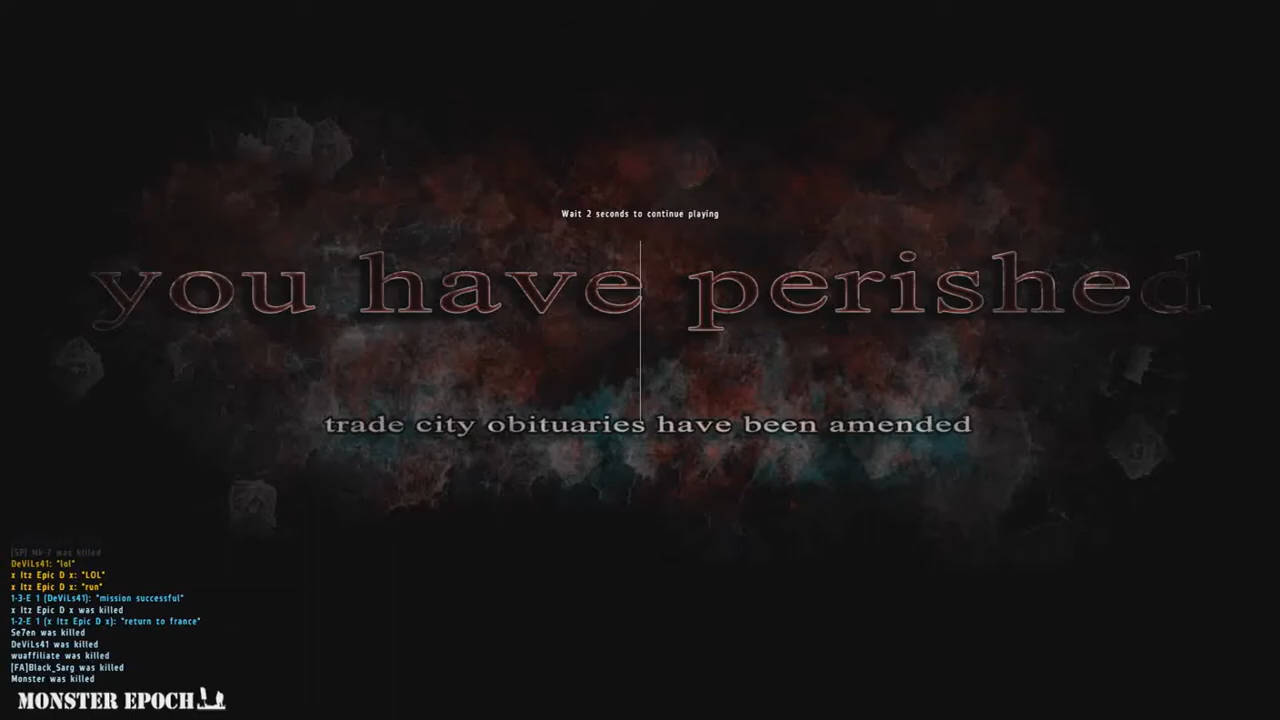 Wait 2 seconds to continue playing
you have perished
trade city obituaries have been amended
[SP] Nk-7 was killed
DeViLs41: "lol"
x Itz Epic D x: "LOL"
x Itz Epic D x: "run"
1-3-E 1 (DeViLs41): "mission successful"
x Itz Epic D x was killed
1-2-E 1 (x Itz Epic D x): "return to france"
Se7en was killed
DeViLs41 was killed
wuaffiliate was killed
[FA]Black_Sarg was killed
Monster was killed
MONSTER EPOCH